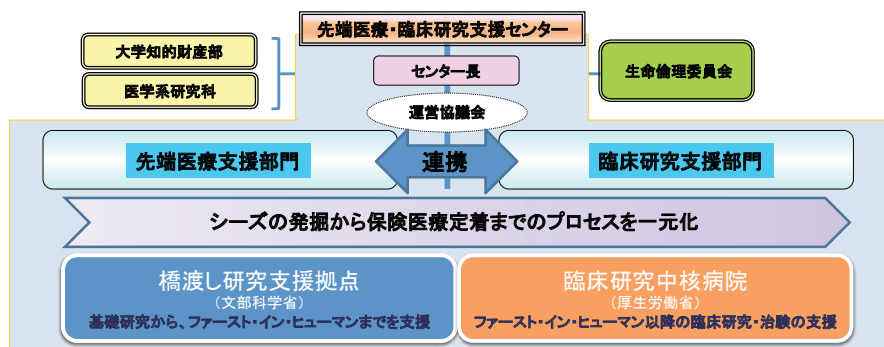 先端医療・臨床研究支援センター
大学知的財産部
医学系研究科
センター長
生命倫理委員会
運営協議会
先端医療支援部門
連携
臨床研究支援部門
シーズの発掘から保険医療定着までのプロセスを一元化
橋渡し研究支援拠点
（文部科学省）
基礎研究から、ファースト・イン・ヒューマンまでを支援
臨床研究中核病院
（厚生労働省）
ファースト・イン・ヒューマン以降の臨床研究・治験の支援